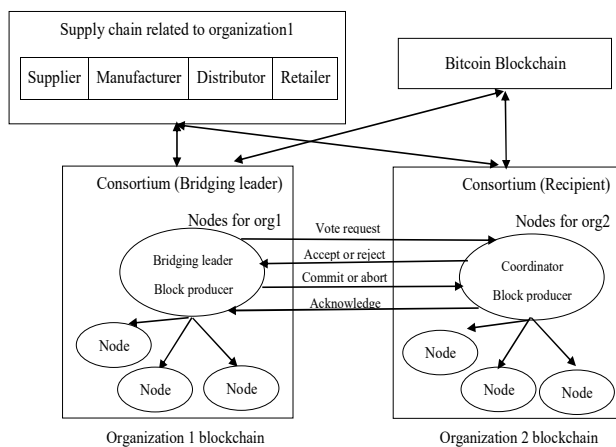 Supply chain related to organization1
Supplier Manufacturer Distributor Retailer
Bitcoin Blockchain
Consortium (Bridging leader)
Consortium (Recipient)
Nodes for org1
Nodes for org2
Vote request
Accept or reject
Commit or abort
Acknowledge
Bridging leader
Block producer
Coordinator
Block producer
Node
Node
Node
Node
Node
Node
Organization 1 blockchain
Organization 2 blockchain